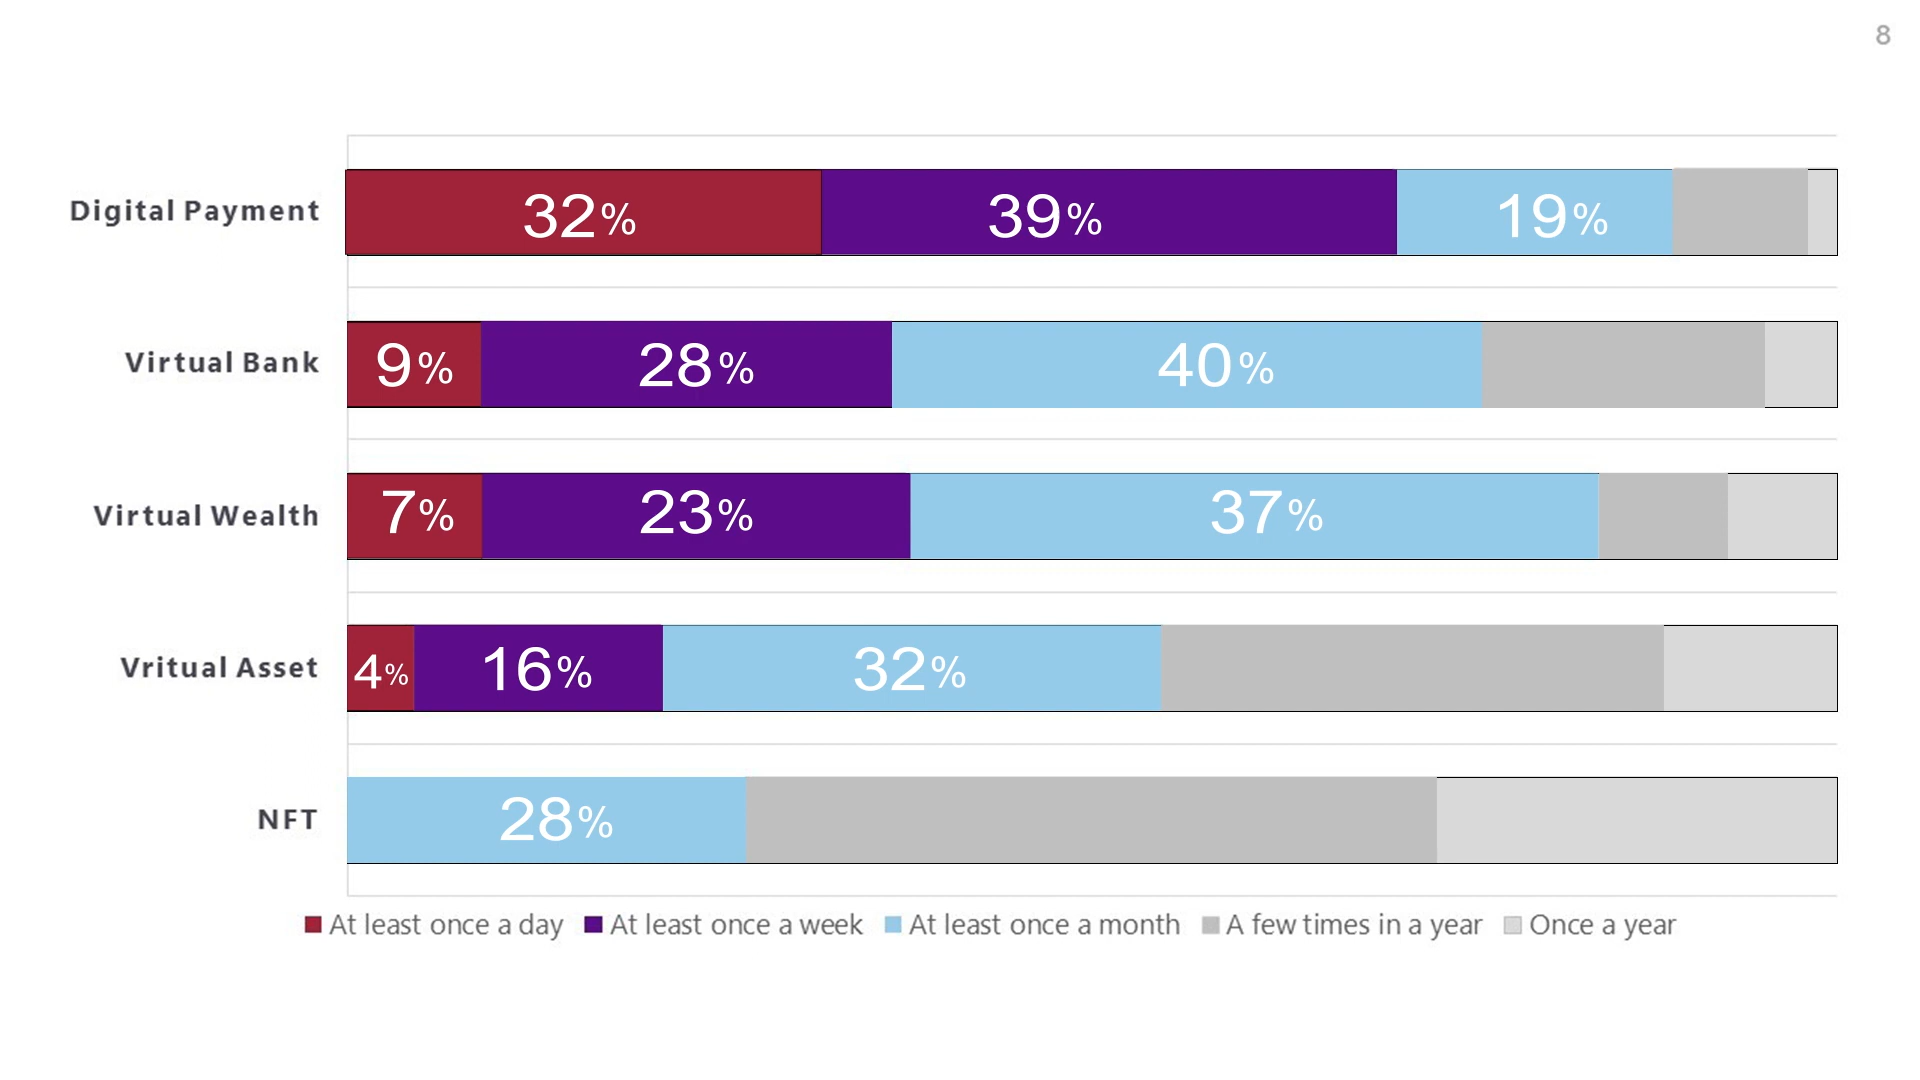 8
Digital Payment 32% 39% 19%
Virtual Bank 9% 28% 40%
Virtual Wealth 7% 23% 37%
Vritual Asset 4% 16% 32%
NFT 28%
At least once a day At least once a week At least once a month A few times in a year Once a year